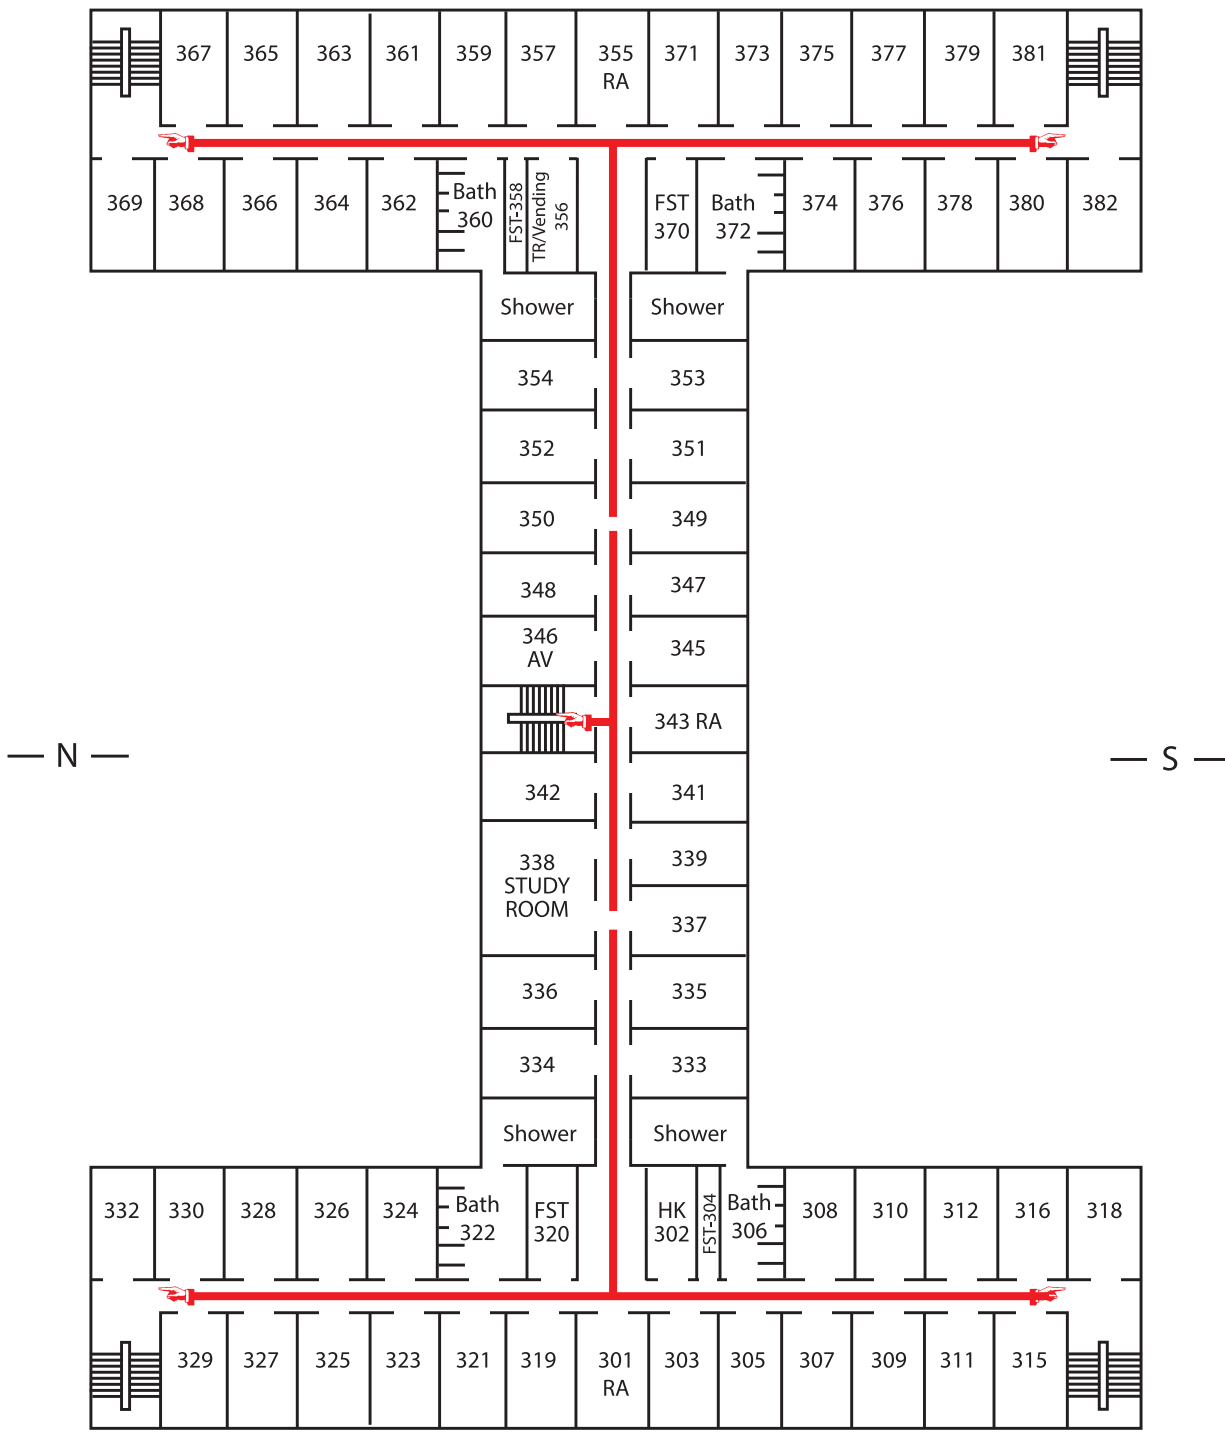 367 365 363 361 359 357 355 371 373 375 377 379 381
RA
369 368 366 364 362 Bath 360 FST-358 TR/Vending 356 FST 370 Bath 372 374 376 378 380 382
Shower Shower
354 353
352 351
350 349
348 347
346 345
AV
343 RA
N S
342 341
338 339
STUDY
ROOM
337
336 335
334 333
Shower Shower
332 330 328 326 324 Bath 322 FST 320 HK 302 FST-304 Bath 306 308 310 312 316 318
329 327 325 323 321 319 301 303 305 307 309 311 315
RA